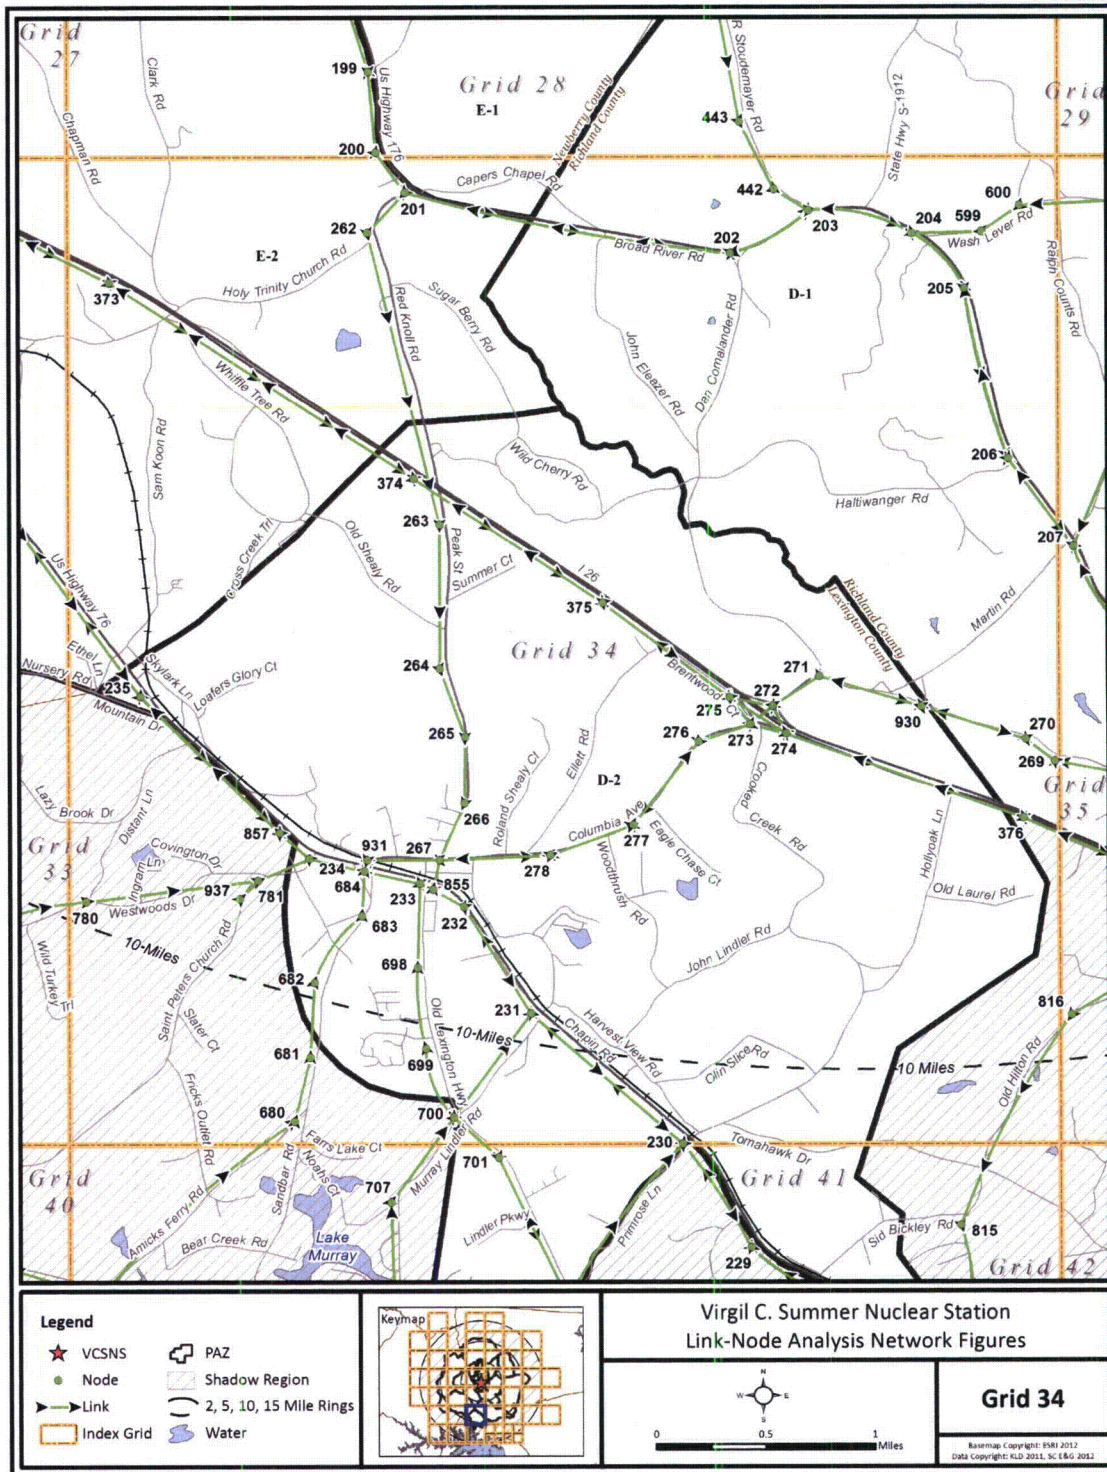 Grid 27
Grid 28
Grid 29
E-1
Newberry County
Richland County
R Stoudemayer Rd
State Hwy S-1912
Clark Rd
Chapman Rd
Us Highway 176
199
443
200
Capers Chapel Rd
442
600
201
203
204
599
Wash Lever Rd
262
202
Broad River Rd
E-2
Holy Trinity Church Rd
D-1
205
Ralph Counts Rd
373
Red Knoll Rd
Sugar Berry Rd
John Eleazer Rd
Dan Comalander Rd
Whiffle Tree Rd
Sam Koon Rd
Wild Cherry Rd
206
374
Haltiwanger Rd
263
Old Shealy Rd
Peak St
Cross Creek Trl
207
Summer Ct
I 26
Us Highway 76
375
Richland County
Lexington County
Martin Rd
Grid 34
Ethel Ln
Skylark Ln
Loafers Glory Ct
264
Nursery Rd
271
235
Brentwood Ct
272
275
930
Mountain Dr
265
276
273
274
270
269
Ellett Rd
Roland Shealy Ct
D-2
Crooked Creek Rd
Grid 35
Lazy Brook Dr
Distant Ln
266
376
Columbia Ave
277
Eagle Chase Ct
Hollyoak Ln
857
Grid 33
Covington Dr
Ingram Ln
234
931
267
278
684
Woodthrush Rd
Old Laurel Rd
937
781
233
855
780
Westwoods Dr
232
683
10-Miles
John Lindler Rd
Wild Turkey Trl
Saint Peters Church Rd
682
698
816
Slater Ct
231
10-Miles
Chapin Rd
Harvest View Rd
Olin Slice Rd
10 Miles
681
699
Old Lexington Hwy
Old Hilton Rd
Fricks Outlet Rd
680
700
Farrs Lake Ct
Murray Lindler Rd
230
Tomahawk Dr
701
Noahs Ct
Grid 40
Sandbar Rd
707
Grid 41
Amicks Ferry Rd
Primrose Ln
Sid Bickley Rd
815
Lindler Pkwy
Bear Creek Rd
Lake Murray
229
Grid 42
Legend
VCSNS
PAZ
Node
Shadow Region
Link
2, 5, 10, 15 Mile Rings
Index Grid
Water
Keymap
Virgil C. Summer Nuclear Station
Link-Node Analysis Network Figures
N
W
E
S
0
0.5
1
Miles
Grid 34
Basemap Copyright: ESRI 2012
Data Copyright: KLD 2011, SC E&G 2012